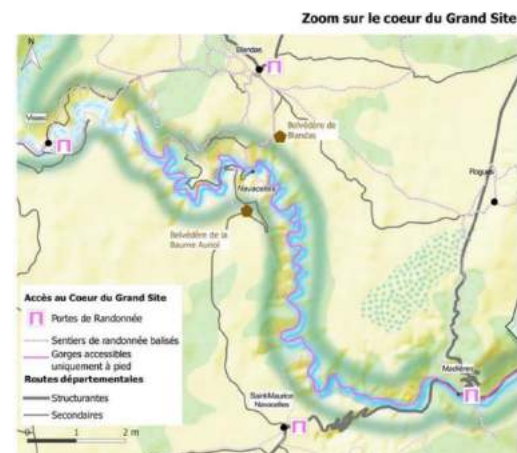 Zoom sur le coeur du Grand Site
N
Blandas
Vissec
Belvédère de
Blandas
Navacelles
Rogues
Belvédère de la
Baume Auriol
Accès au Coeur du Grand Site
Portes de Randonnée
Sentiers de randonnée balisés
Gorges accessibles
uniquement à pied
Routes départementales
Structurantes
Secondaires
0 1 2 m
Madières
Saint-Maurice
Navacelles